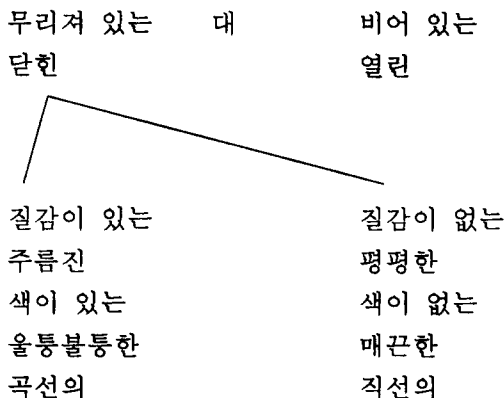 무리져 있는 대 비어 있는
닫힌 열린
질감이 있는 질감이 없는
주름진 평평한
색이 있는 색이 없는
울퉁불퉁한 매끈한
곡선의 직선의